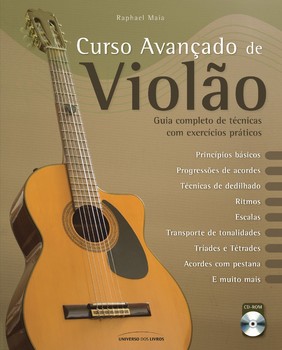 Raphael Maia
Curso Avançado de
Violão
Guia completo de técnicas
com exercícios práticos
Princípios básicos
Progressões de acordes
Técnicas de dedilhado
Ritmos
Escalas
Transporte de tonalidades
Tríades e Tétrades
Acordes com pestana
E muito mais
CD-ROM
UNIVERSO DOS LIVROS